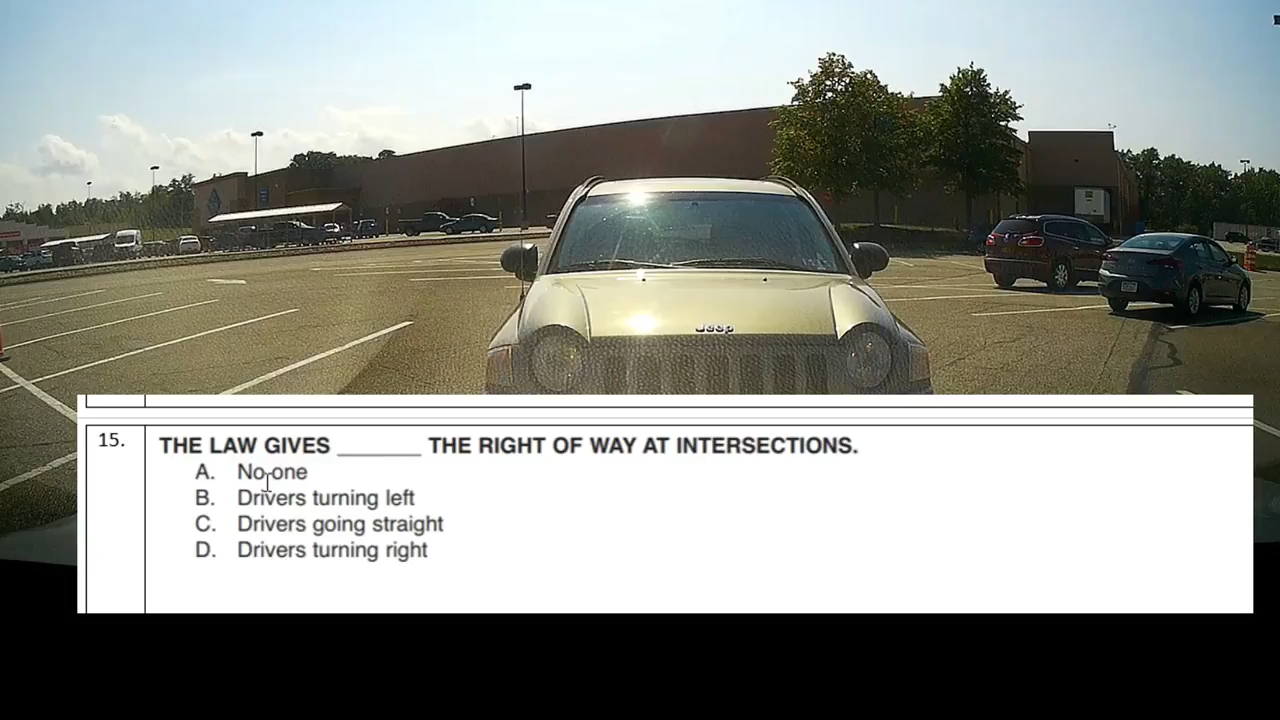 Jeep
15.
THE LAW GIVES _______ THE RIGHT OF WAY AT INTERSECTIONS.
A. No one
B. Drivers turning left
C. Drivers going straight
D. Drivers turning right